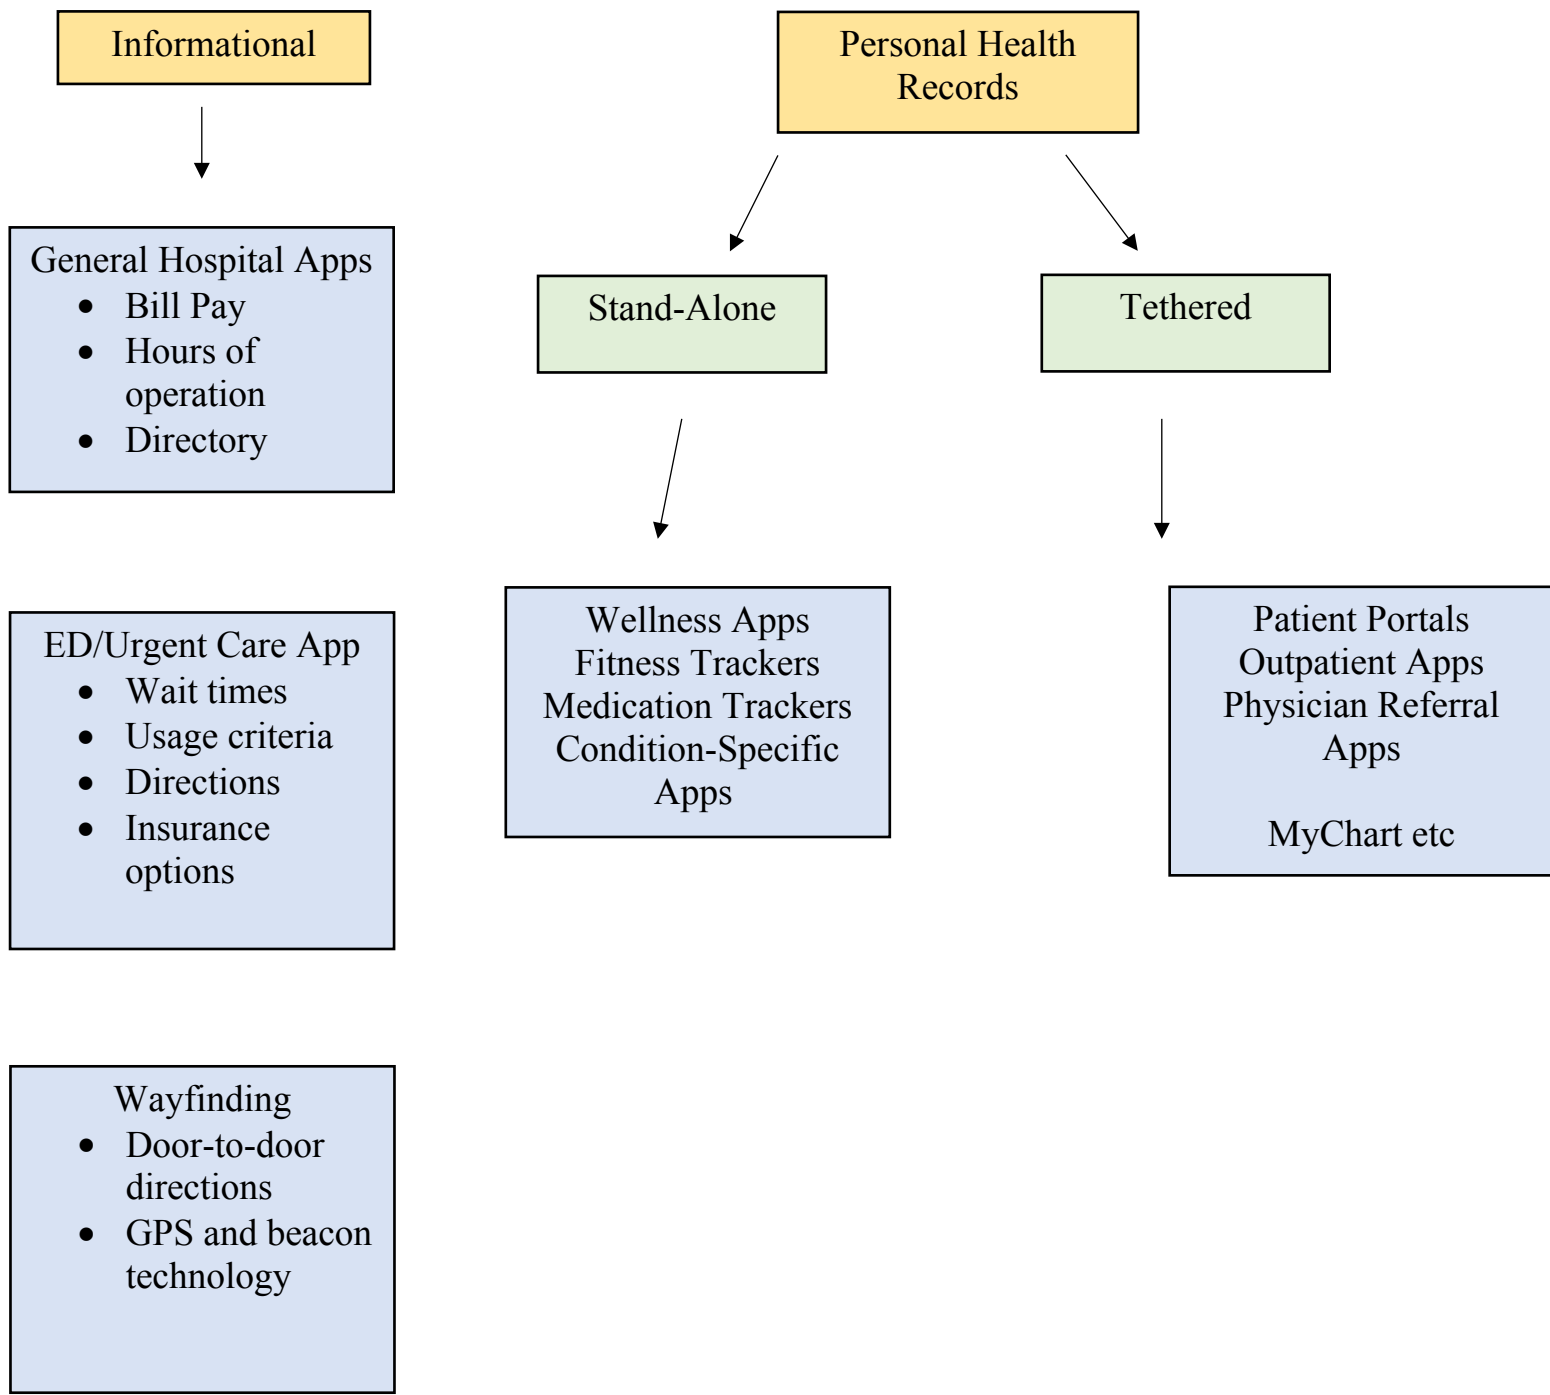 Informational
General Hospital Apps
• Bill Pay
• Hours of
operation
• Directory
ED/Urgent Care App
• Wait times
• Usage criteria
• Directions
• Insurance
options
Wayfinding
• Door-to-door
directions
• GPS and beacon
technology
Personal Health
Records
Stand-Alone
Wellness Apps
Fitness Trackers
Medication Trackers
Condition-Specific
Apps
Tethered
Patient Portals
Outpatient Apps
Physician Referral
Apps
MyChart etc